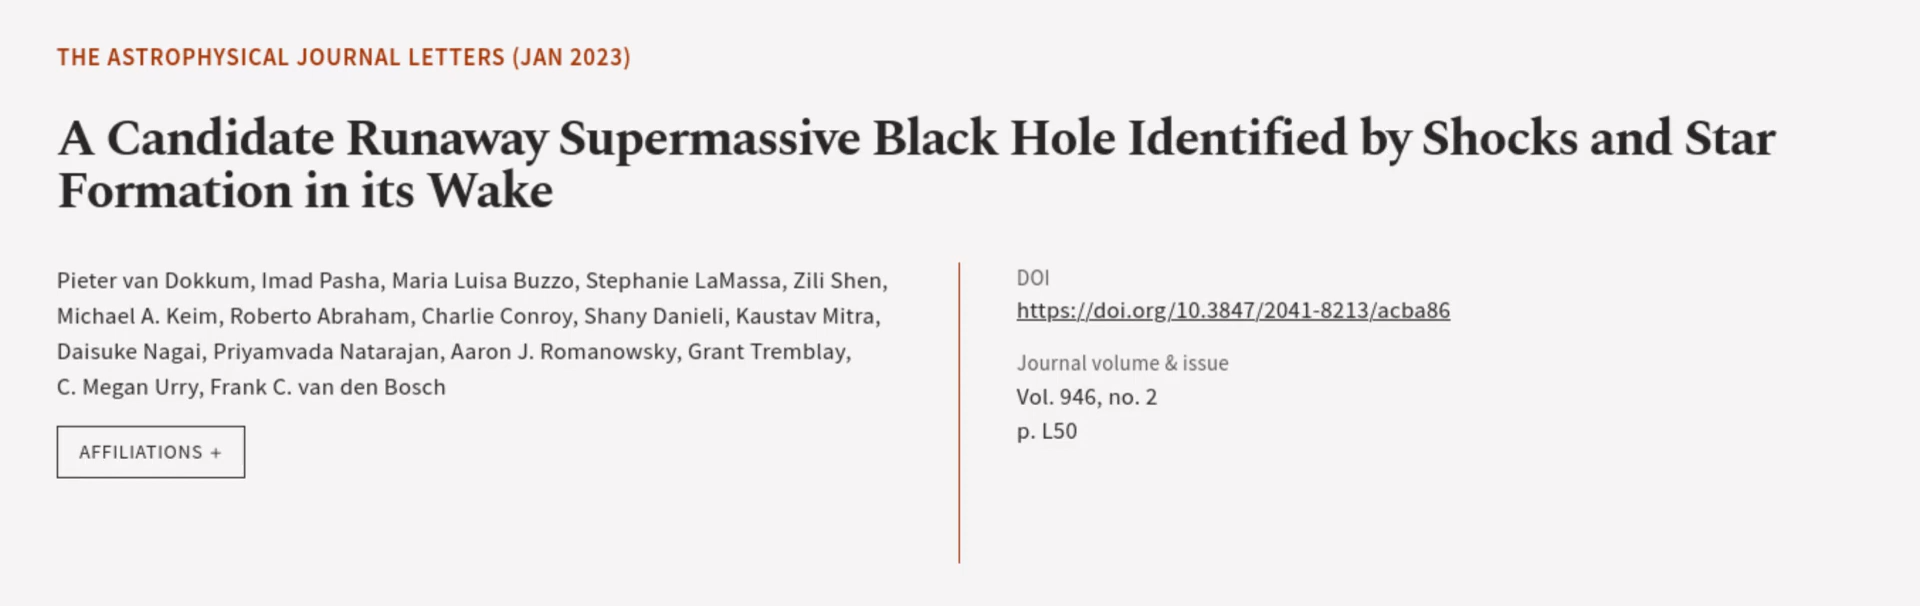 THE ASTROPHYSICAL JOURNAL LETTERS (JAN 2023)
A Candidate Runaway Supermassive Black Hole Identified by Shocks and Star
Formation in its Wake
Pieter van Dokkum, Imad Pasha, Maria Luisa Buzzo, Stephanie LaMassa, Zili Shen,
Michael A. Keim, Roberto Abraham, Charlie Conroy, Shany Danieli, Kaustav Mitra,
Daisuke Nagai, Priyamvada Natarajan, Aaron J. Romanowsky, Grant Tremblay,
C. Megan Urry, Frank C. van den Bosch
AFFILIATIONS +
DOI
https://doi.org/10.3847/2041-8213/acba86
Journal volume & issue
Vol. 946, no. 2
p. L50